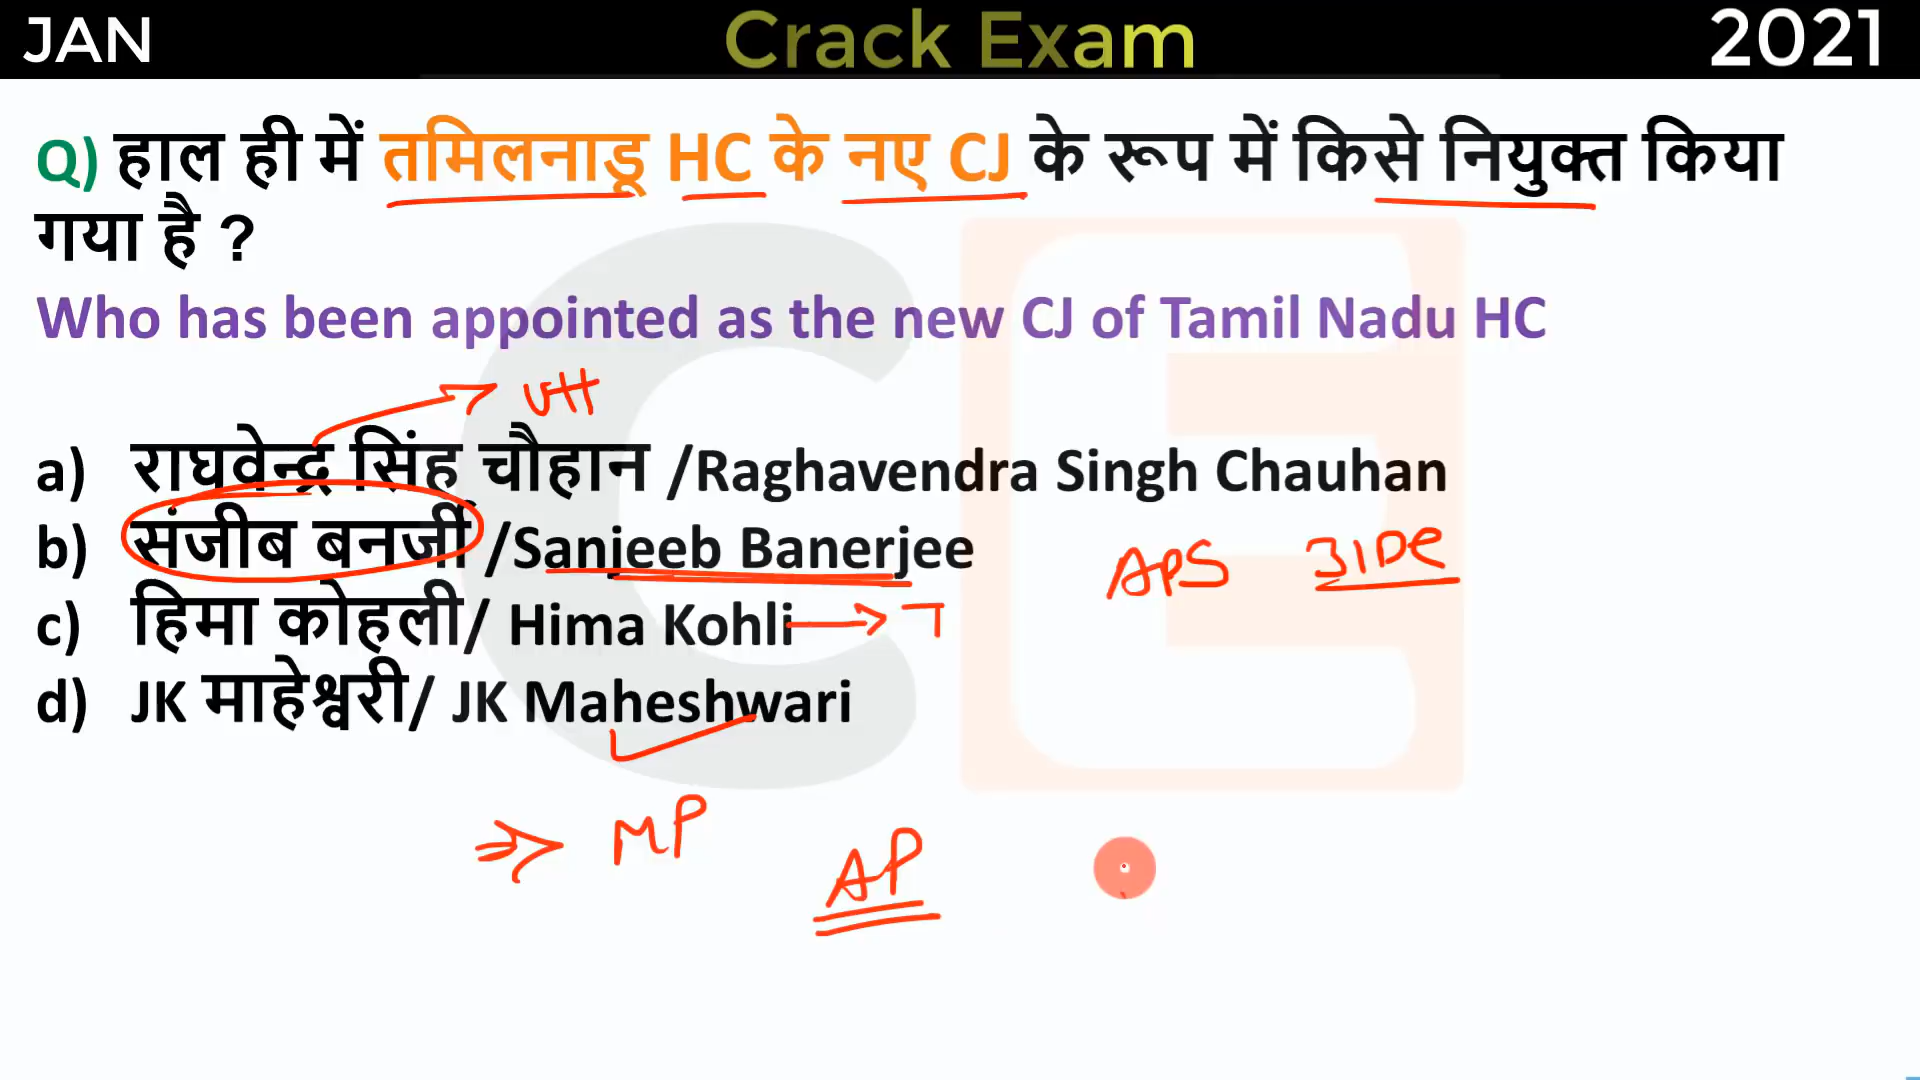 JAN Crack Exam 2021
Q) हाल ही में तमिलनाडू HC के नए CJ के रूप में किसे नियुक्त किया
गया है ?
Who has been appointed as the new CJ of Tamil Nadu HC
a) राघवेन्द्र सिंह चौहान /Raghavendra Singh Chauhan
b) संजीब बनर्जी /Sanjeeb Banerjee
APS
c) हिमा कोहली/ Hima Kohli T
d) JK माहेश्वरी/ JK Maheshwari
MP
AP